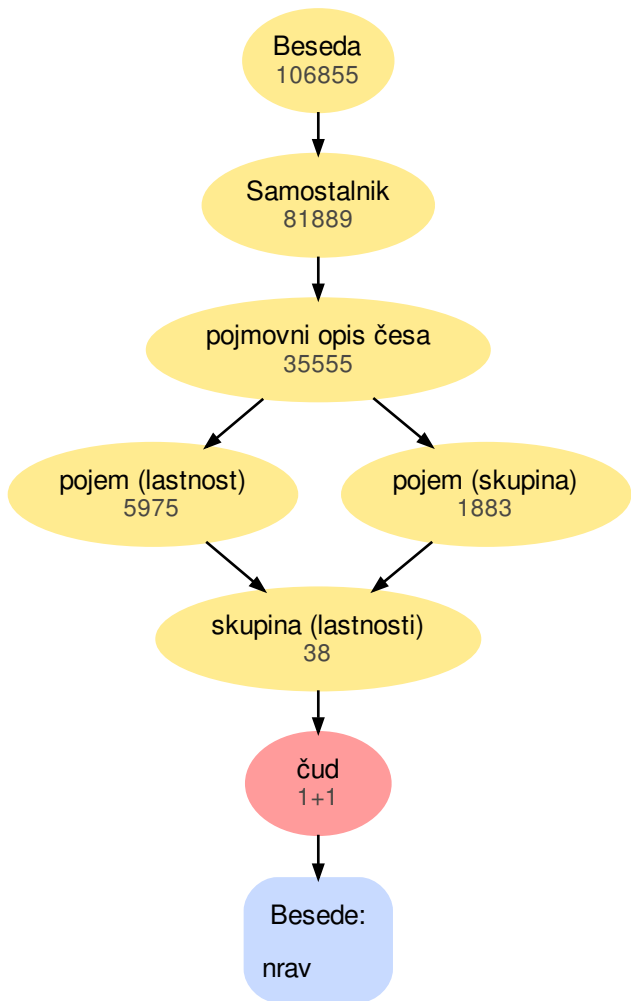 Beseda
106855
Samostalnik
81889
pojmovni opis česa
35555
pojem (lastnost)
5975
pojem (skupina)
1883
skupina (lastnosti)
38
čud
1+1
Besede:
nrav